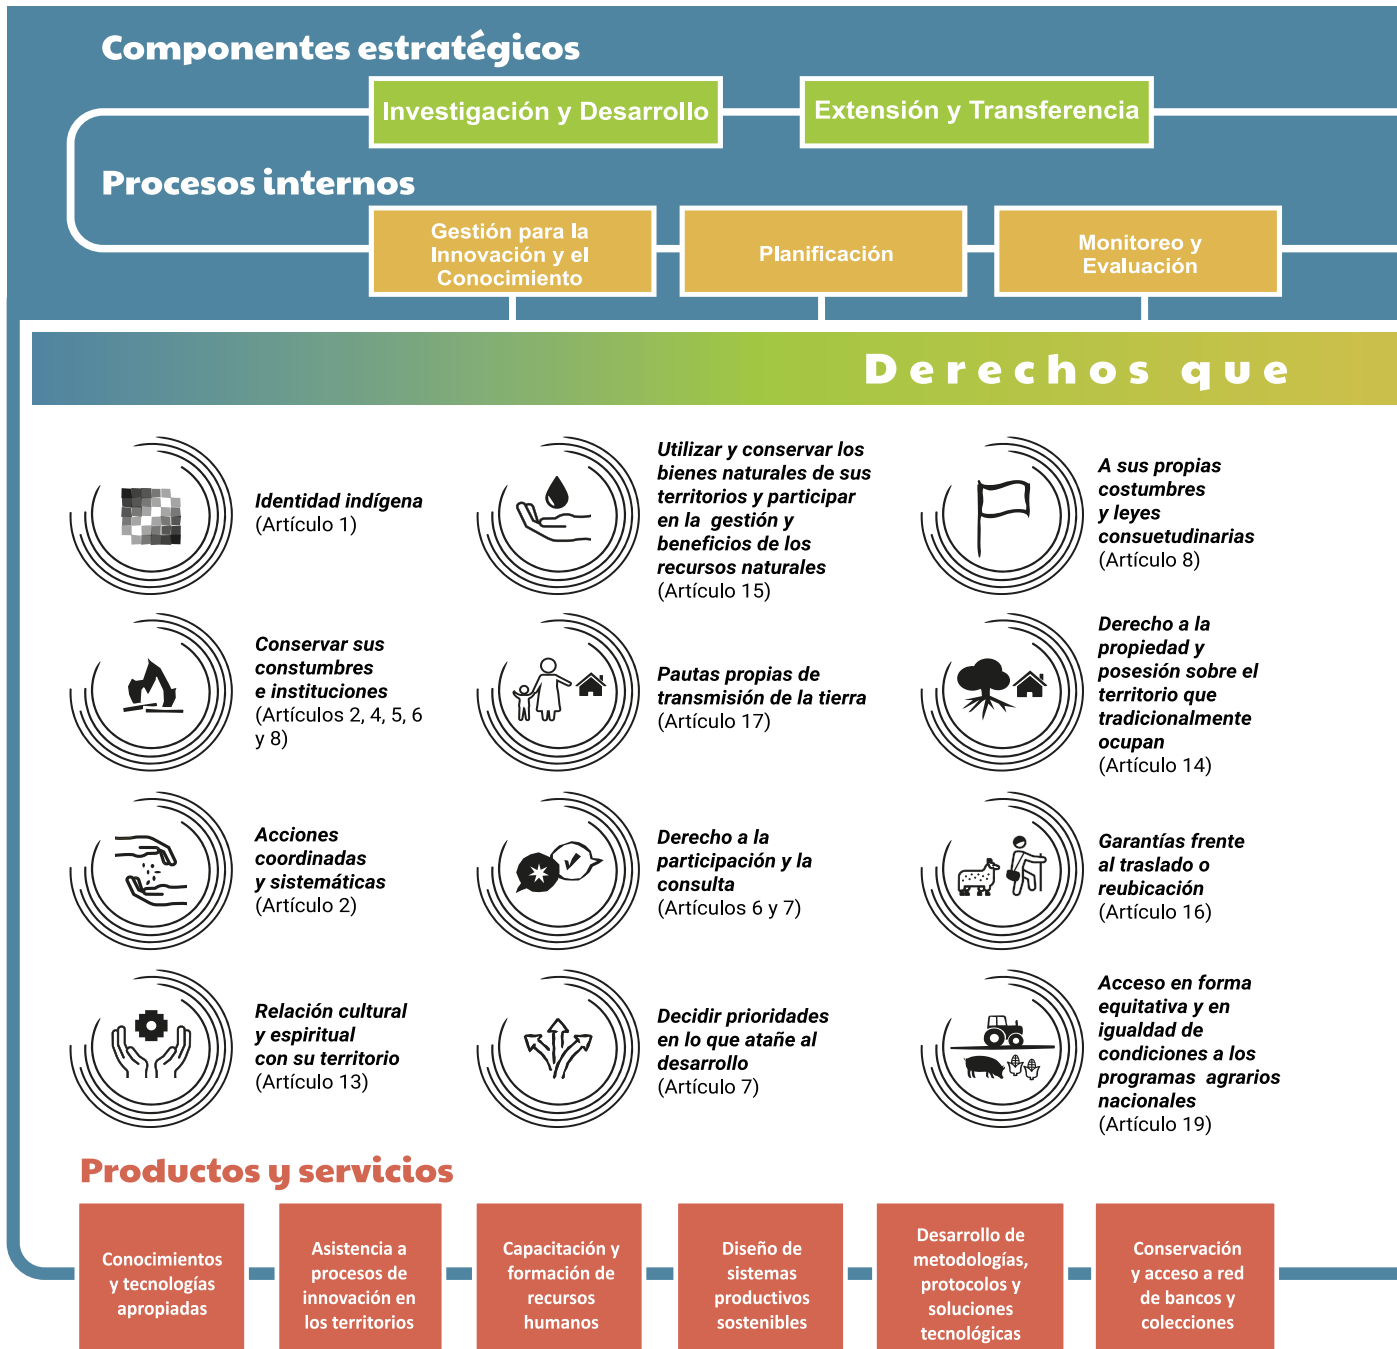 Componentes estratégicos
Investigación y Desarrollo
Extensión y Transferencia
Procesos internos
Gestión para la
Innovación y el
Conocimiento
Planificación
Monitoreo y
Evaluación
Derechos que
Identidad indígena
(Artículo 1)
Utilizar y conservar los
bienes naturales de sus
territorios y participar
en la gestión y
beneficios de los
recursos naturales
(Artículo 15)
A sus propias
costumbres
y leyes
consuetudinarias
(Artículo 8)
Conservar sus
constumbres
e instituciones
(Artículos 2, 4, 5, 6
y 8)
Pautas propias de
transmisión de la tierra
(Artículo 17)
Derecho a la
propiedad y
posesión sobre el
territorio que
tradicionalmente
ocupan
(Artículo 14)
Acciones
coordinadas
y sistemáticas
(Artículo 2)
Derecho a la
participación y la
consulta
(Artículos 6 y 7)
Garantías frente
al traslado o
reubicación
(Artículo 16)
Relación cultural
y espiritual
con su territorio
(Artículo 13)
Decidir prioridades
en lo que atañe al
desarrollo
(Artículo 7)
Acceso en forma
equitativa y en
igualdad de
condiciones a los
programas agrarios
nacionales
(Artículo 19)
Productos y servicios
Conocimientos
y tecnologías
apropiadas
Asistencia a
procesos de
innovación en
los territorios
Capacitación y
formación de
recursos
humanos
Diseño de
sistemas
productivos
sostenibles
Desarrollo de
metodologías,
protocolos y
soluciones
tecnológicas
Conservación
y acceso a red
de bancos y
colecciones